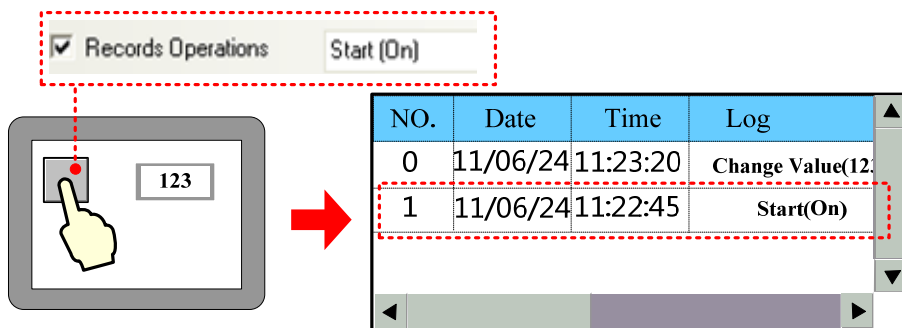 Records Operations Start (On)
123
NO. Date Time Log
0 11/06/24 11:23:20 Change Value(123
1 11/06/24 11:22:45 Start(On)